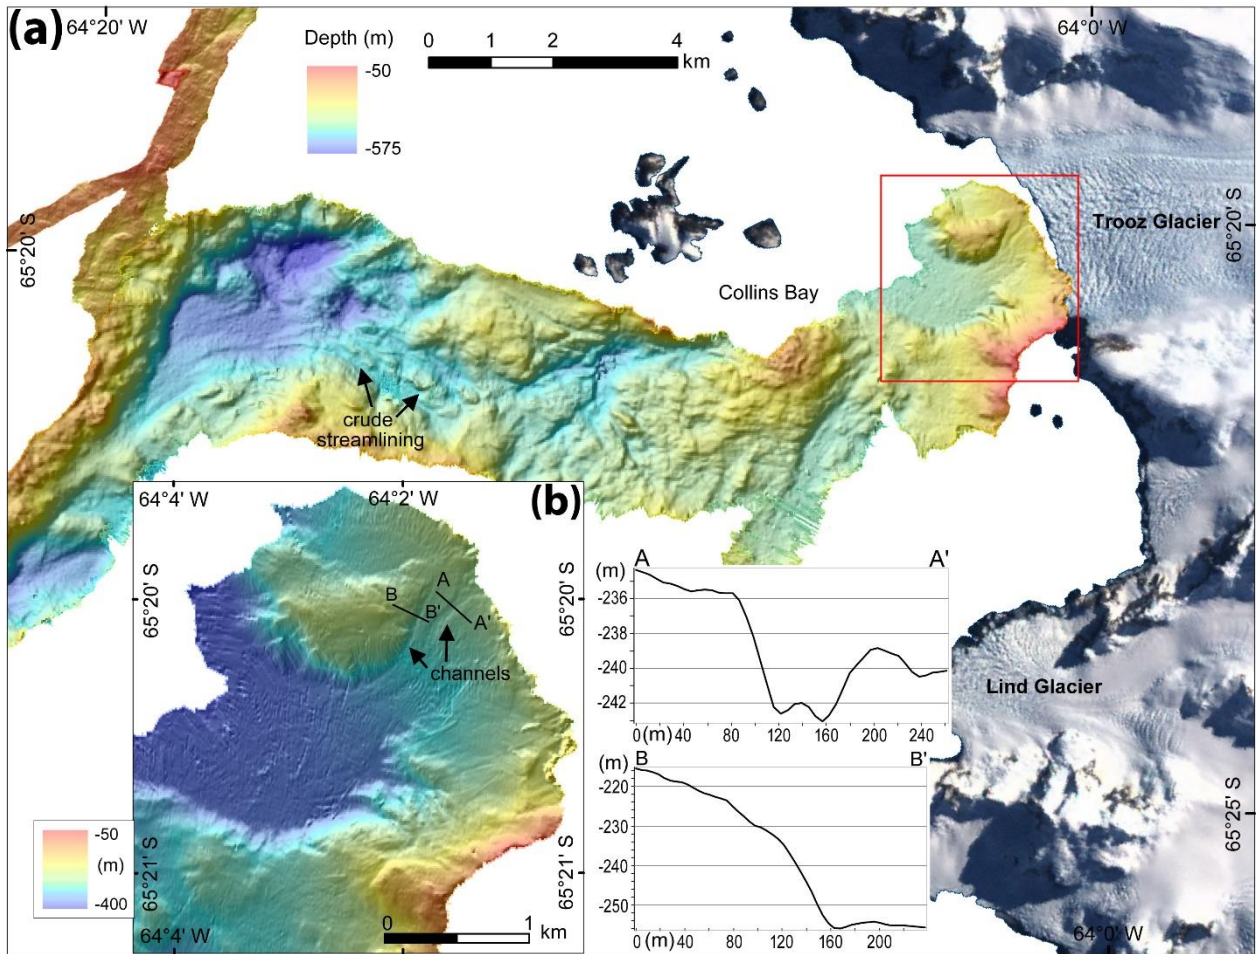 (a)
64°20' W
64°0' W
Depth (m)
-50
-575
0 1 2 4
km
65°20' S
65°20' S
Trooz Glacier
Collins Bay
crude
streamlining
(b)
64°4' W
64°2' W
65°20' S
65°20' S
A
B
B'
A'
channels
-50
(m)
-400
65°21' S
65°21' S
0 1
km
64°4' W
A A'
(m)
-236
-238
-240
-242
0 (m) 40 80 120 160 200 240
B B'
(m)
-220
-230
-240
-250
0 (m) 40 80 120 160 200
Lind Glacier
65°25' S
64°0' W